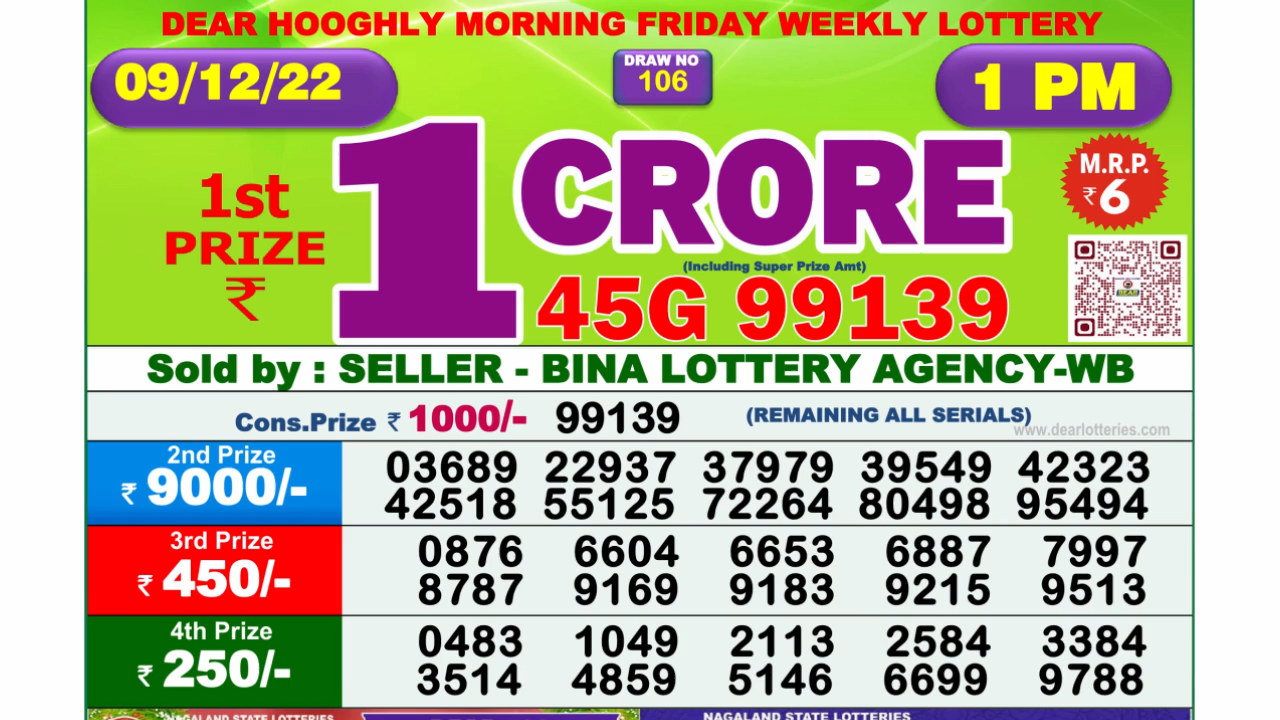 DEAR HOOGHLY MORNING FRIDAY WEEKLY LOTTERY
09/12/22
DRAW NO
106
1 PM
1st
PRIZE
₹
1 CRORE
(Including Super Prize Amt)
45G 99139
M.R.P.
₹ 6
DEAR
Sold by : SELLER - BINA LOTTERY AGENCY-WB
Cons.Prize ₹ 1000/- 99139 (REMAINING ALL SERIALS)
www.dearlotteries.com
2nd Prize
₹ 9000/-
03689 22937 37979 39549 42323
42518 55125 72264 80498 95494
3rd Prize
₹ 450/-
0876 6604 6653 6887 7997
8787 9169 9183 9215 9513
4th Prize
₹ 250/-
0483 1049 2113 2584 3384
3514 4859 5146 6699 9788
NAGALAND STATE LOTTERIES
NAGALAND STATE LOTTERIES